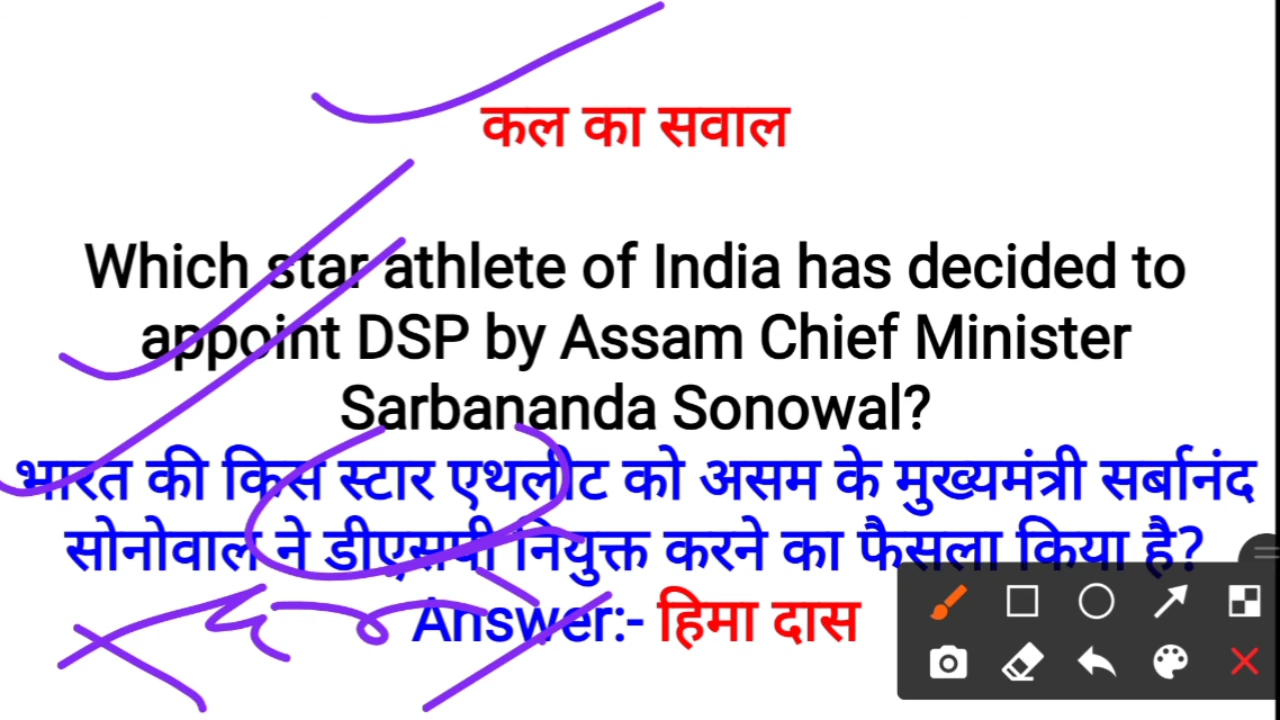 कल का सवाल
Which star athlete of India has decided to
appoint DSP by Assam Chief Minister
Sarbananda Sonowal?
भारत की किस स्टार एथलीट को असम के मुख्यमंत्री सर्बानंद
सोनोवाल ने डीएसपी नियुक्त करने का फैसला किया है?
Answer:- हिमा दास